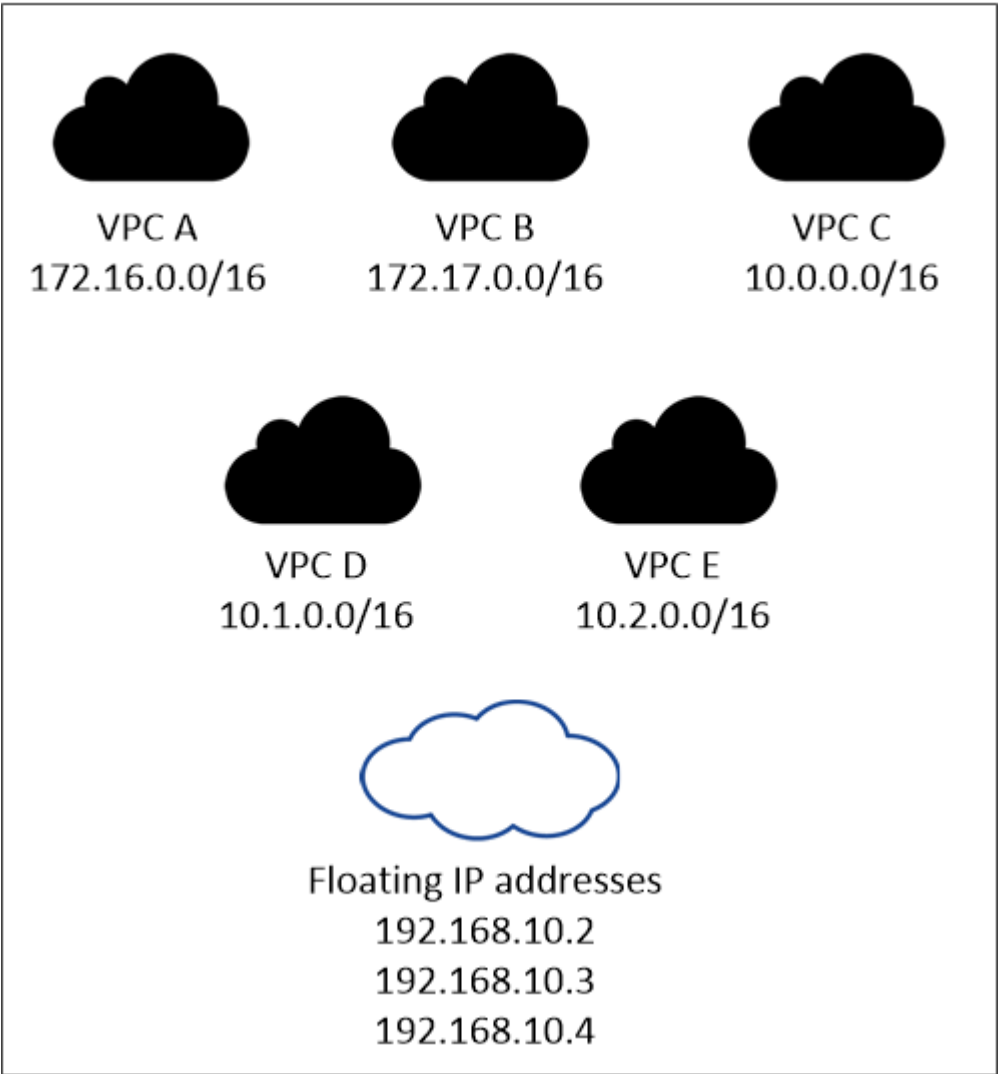 VPC A
172.16.0.0/16
VPC B
172.17.0.0/16
VPC C
10.0.0.0/16
VPC D
10.1.0.0/16
VPC E
10.2.0.0/16
Floating IP addresses
192.168.10.2
192.168.10.3
192.168.10.4